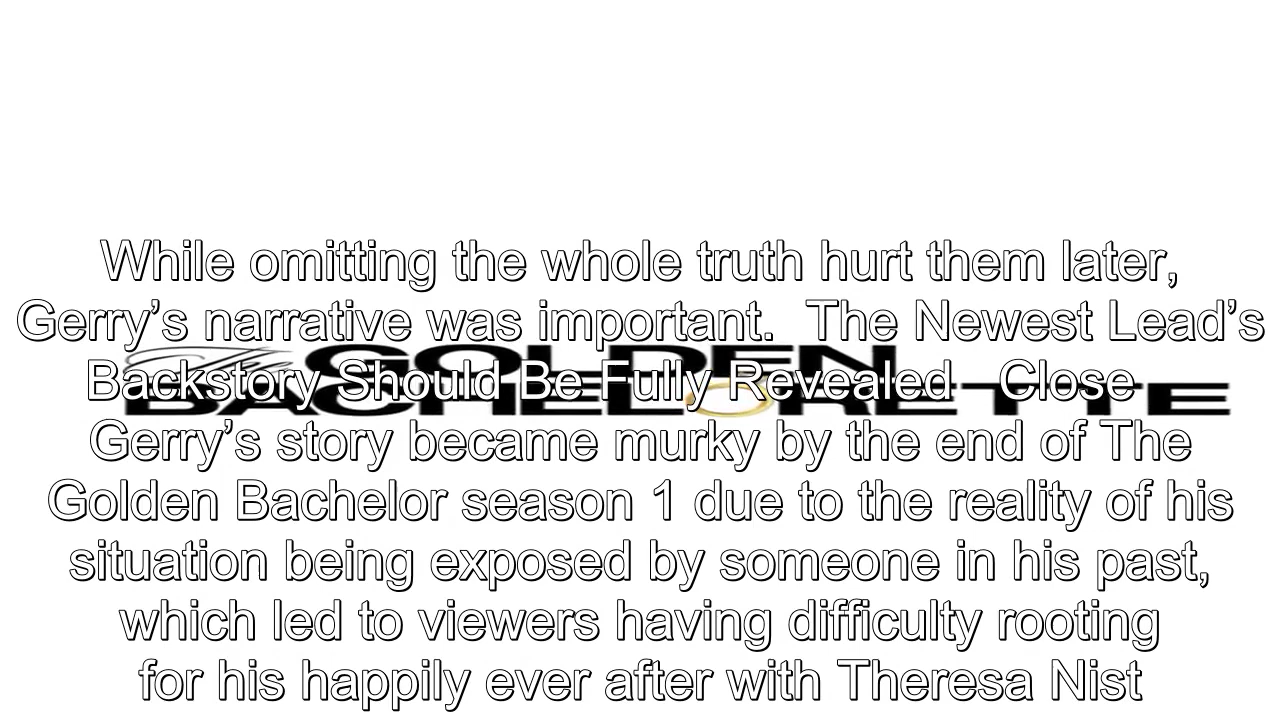 While omitting the whole truth hurt them later,
Gerry’s narrative was important.  The Newest Lead’s
The GOLDEN
Backstory Should Be Fully Revealed   Close
BACHELORETTE
Gerry’s story became murky by the end of The
Golden Bachelor season 1 due to the reality of his
situation being exposed by someone in his past,
which led to viewers having difficulty rooting
for his happily ever after with Theresa Nist